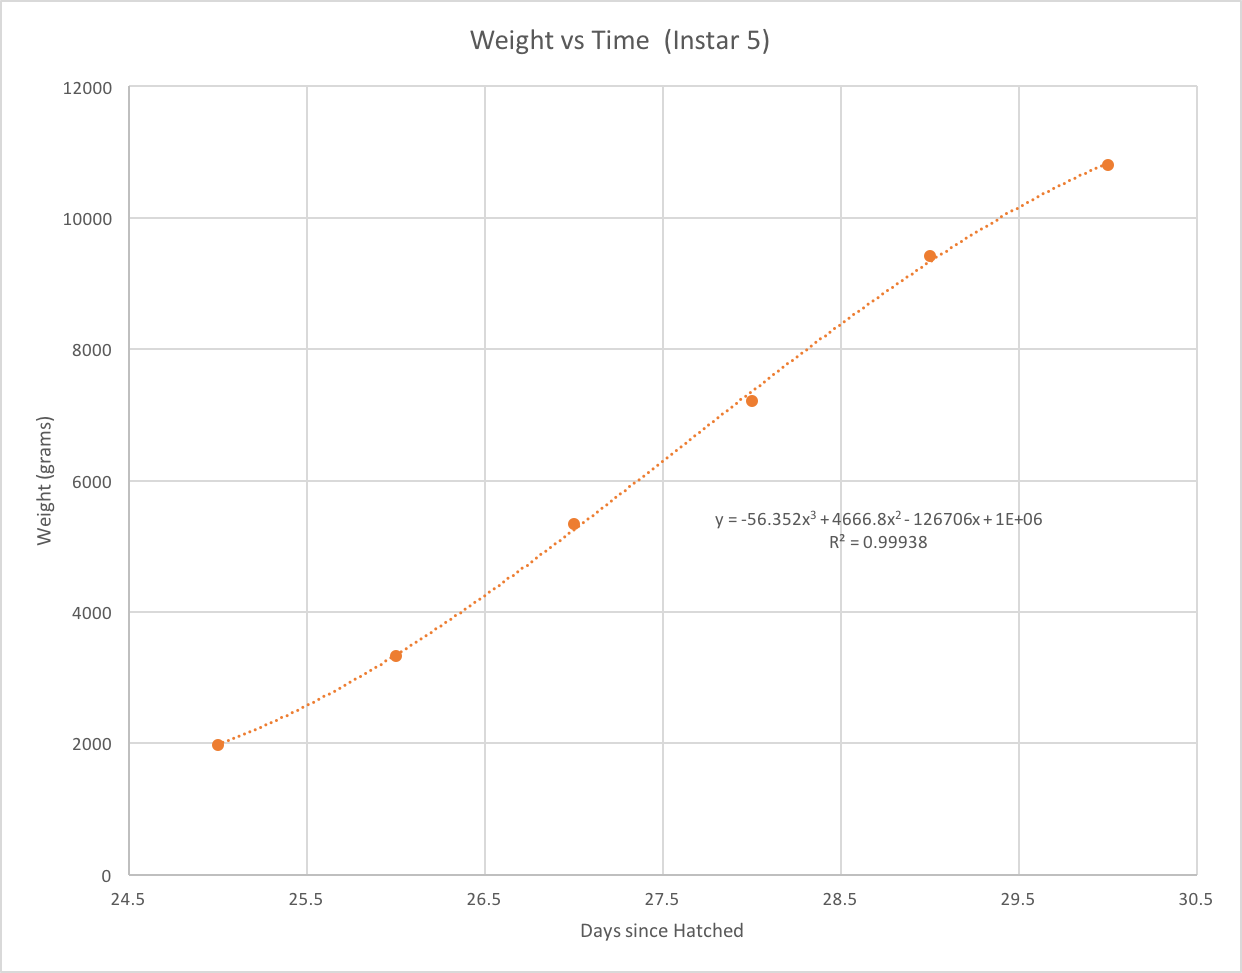 Weight vs Time  (Instar 5)
12000
10000
8000
6000
4000
2000
0
Weight (grams)
y = -56.352x³ + 4666.8x² - 126706x + 1E+06
R² = 0.99938
24.5 25.5 26.5 27.5 28.5 29.5 30.5
Days since Hatched